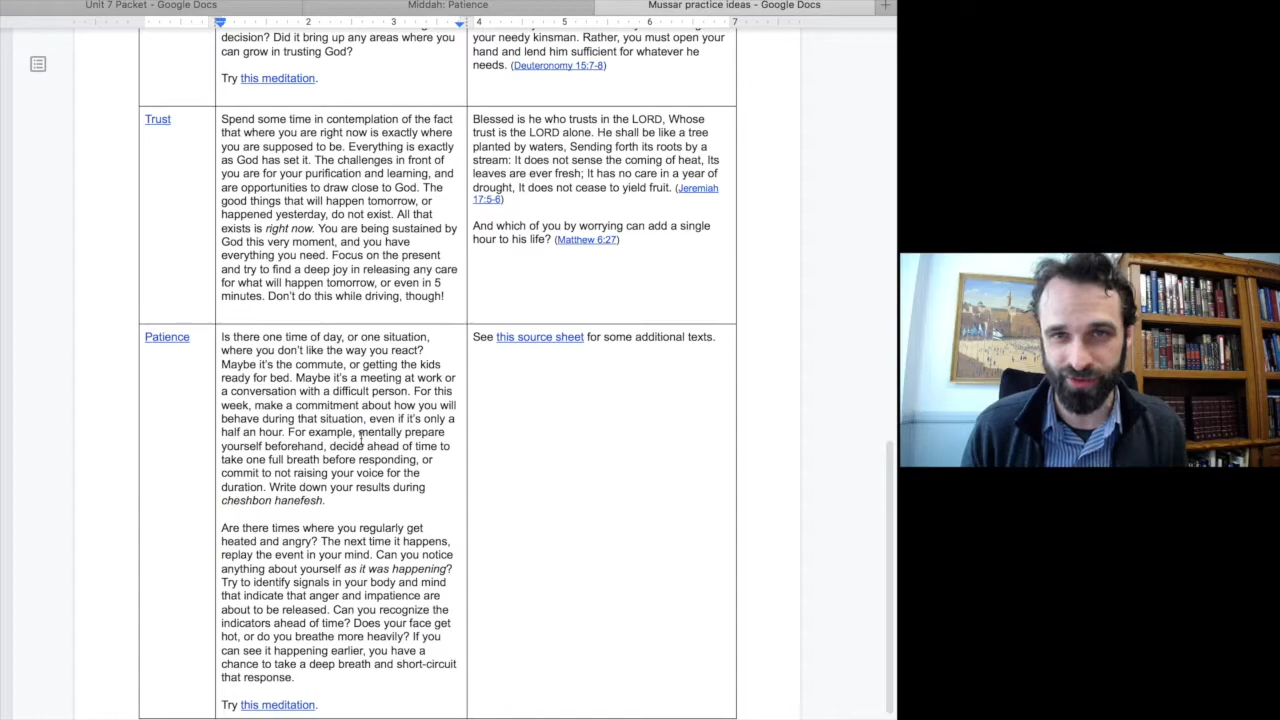 Unit 7 Packet - Google Docs
Middah: Patience
Mussar practice ideas - Google Docs
2 3 4 5 6 7
decision? Did it bring up any areas where you
can grow in trusting God?
Try this meditation.
your needy kinsman. Rather, you must open your
hand and lend him sufficient for whatever he
needs. (Deuteronomy 15:7-8)
Trust
Spend some time in contemplation of the fact
that where you are right now is exactly where
you are supposed to be. Everything is exactly
as God has set it. The challenges in front of
you are for your purification and learning, and
are opportunities to draw close to God. The
good things that will happen tomorrow, or
happened yesterday, do not exist. All that
exists is right now. You are being sustained by
God this very moment, and you have
everything you need. Focus on the present
and try to find a deep joy in releasing any care
for what will happen tomorrow, or even in 5
minutes. Don't do this while driving, though!
Blessed is he who trusts in the LORD, Whose
trust is the LORD alone. He shall be like a tree
planted by waters, Sending forth its roots by a
stream: It does not sense the coming of heat, Its
leaves are ever fresh; It has no care in a year of
drought, It does not cease to yield fruit. (Jeremiah
17:5-6)
And which of you by worrying can add a single
hour to his life? (Matthew 6:27)
Patience
Is there one time of day, or one situation,
where you don't like the way you react?
Maybe it's the commute, or getting the kids
ready for bed. Maybe it's a meeting at work or
a conversation with a difficult person. For this
week, make a commitment about how you will
behave during that situation, even if it's only a
half an hour. For example, mentally prepare
yourself beforehand, decide ahead of time to
take one full breath before responding, or
commit to not raising your voice for the
duration. Write down your results during
cheshbon hanefesh.
Are there times where you regularly get
heated and angry? The next time it happens,
replay the event in your mind. Can you notice
anything about yourself as it was happening?
Try to identify signals in your body and mind
that indicate that anger and impatience are
about to be released. Can you recognize the
indicators ahead of time? Does your face get
hot, or do you breathe more heavily? If you
can see it happening earlier, you have a
chance to take a deep breath and short-circuit
that response.
Try this meditation.
See this source sheet for some additional texts.